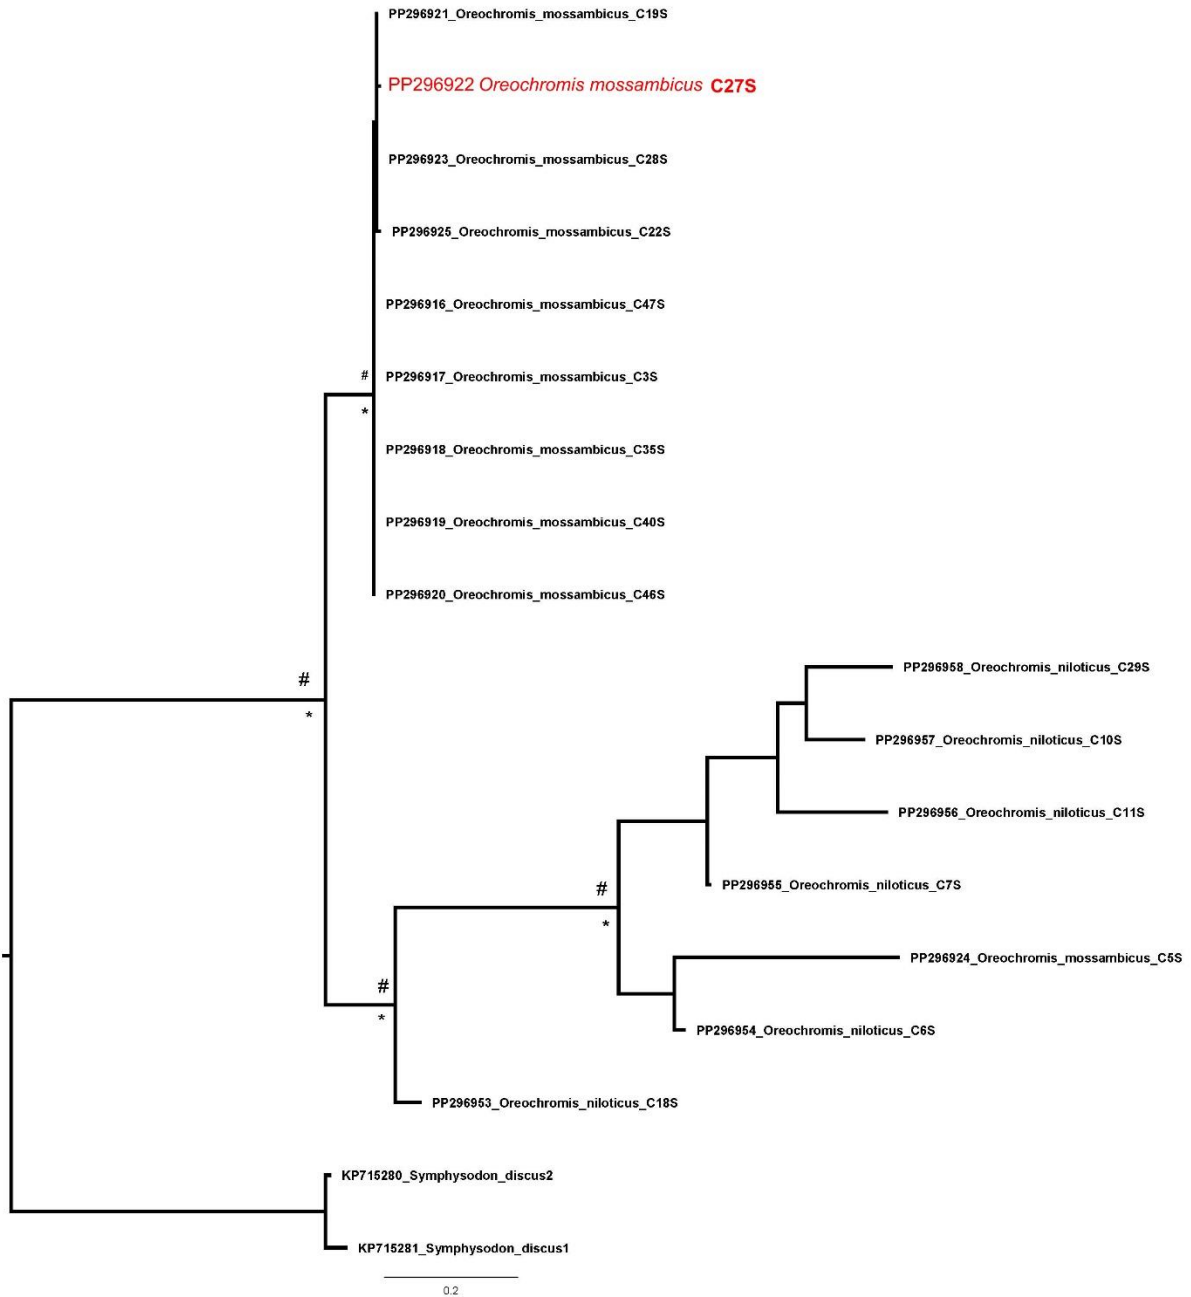 PP296921_Oreochromis_mossambicus_C19S
PP296922 Oreochromis mossambicus C27S
PP296923_Oreochromis_mossambicus_C28S
PP296925_Oreochromis_mossambicus_C22S
PP296916_Oreochromis_mossambicus_C47S
#
PP296917_Oreochromis_mossambicus_C3S
*
PP296918_Oreochromis_mossambicus_C35S
PP296919_Oreochromis_mossambicus_C40S
PP296920_Oreochromis_mossambicus_C46S
PP296958_Oreochromis_niloticus_C29S
#
*
PP296957_Oreochromis_niloticus_C10S
PP296956_Oreochromis_niloticus_C11S
PP296955_Oreochromis_niloticus_C7S
#
*
PP296924_Oreochromis_mossambicus_C5S
#
*
PP296954_Oreochromis_niloticus_C6S
PP296953_Oreochromis_niloticus_C18S
KP715280_Symphysodon_discus2
KP715281_Symphysodon_discus1
0.2